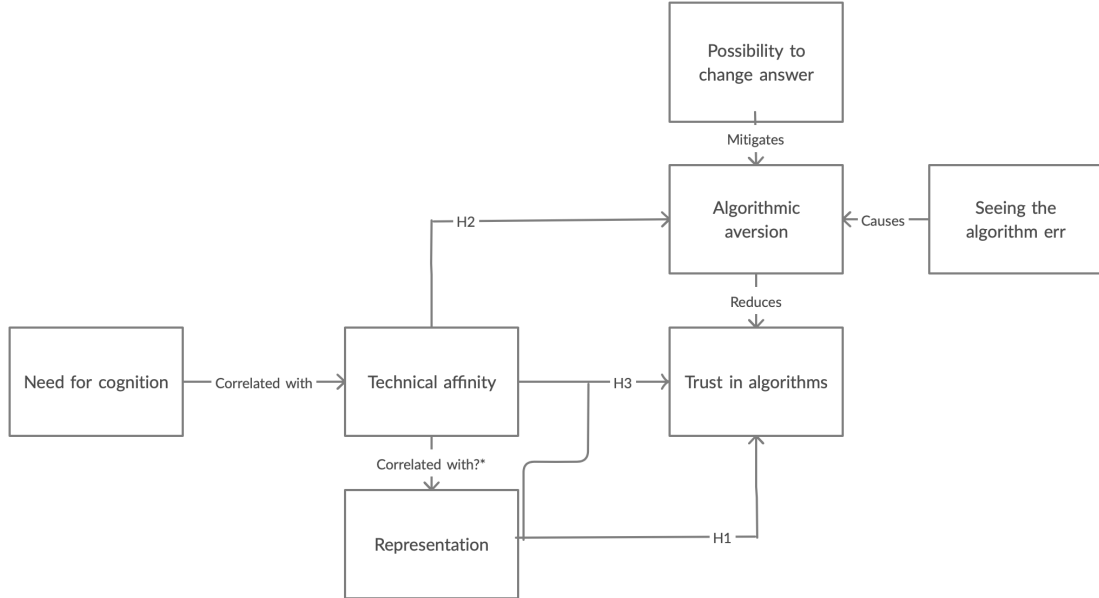 Possibility to
change answer
Mitigates
Algorithmic
aversion
Causes
Seeing the
algorithm err
H2
Reduces
Need for cognition
Correlated with
Technical affinity
H3
Trust in algorithms
Correlated with?*
Representation
H1